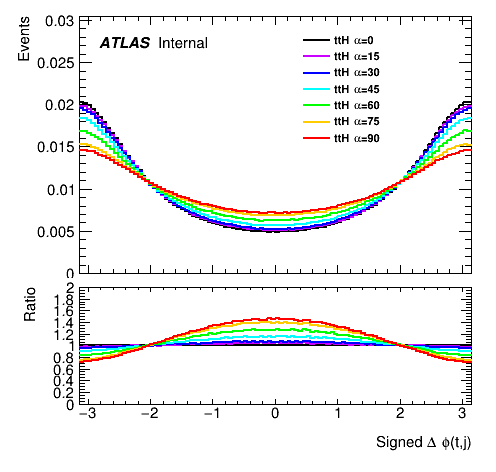 Events
0.03
0.025
0.02
0.015
0.01
0.005
0
ATLAS Internal
ttH α=0
ttH α=15
ttH α=30
ttH α=45
ttH α=60
ttH α=75
ttH α=90
Ratio
2
1.8
1.6
1.4
1.2
1
0.8
0.6
0.4
0.2
0
−3 −2 −1 0 1 2 3
Signed Δ ϕ(t,j)